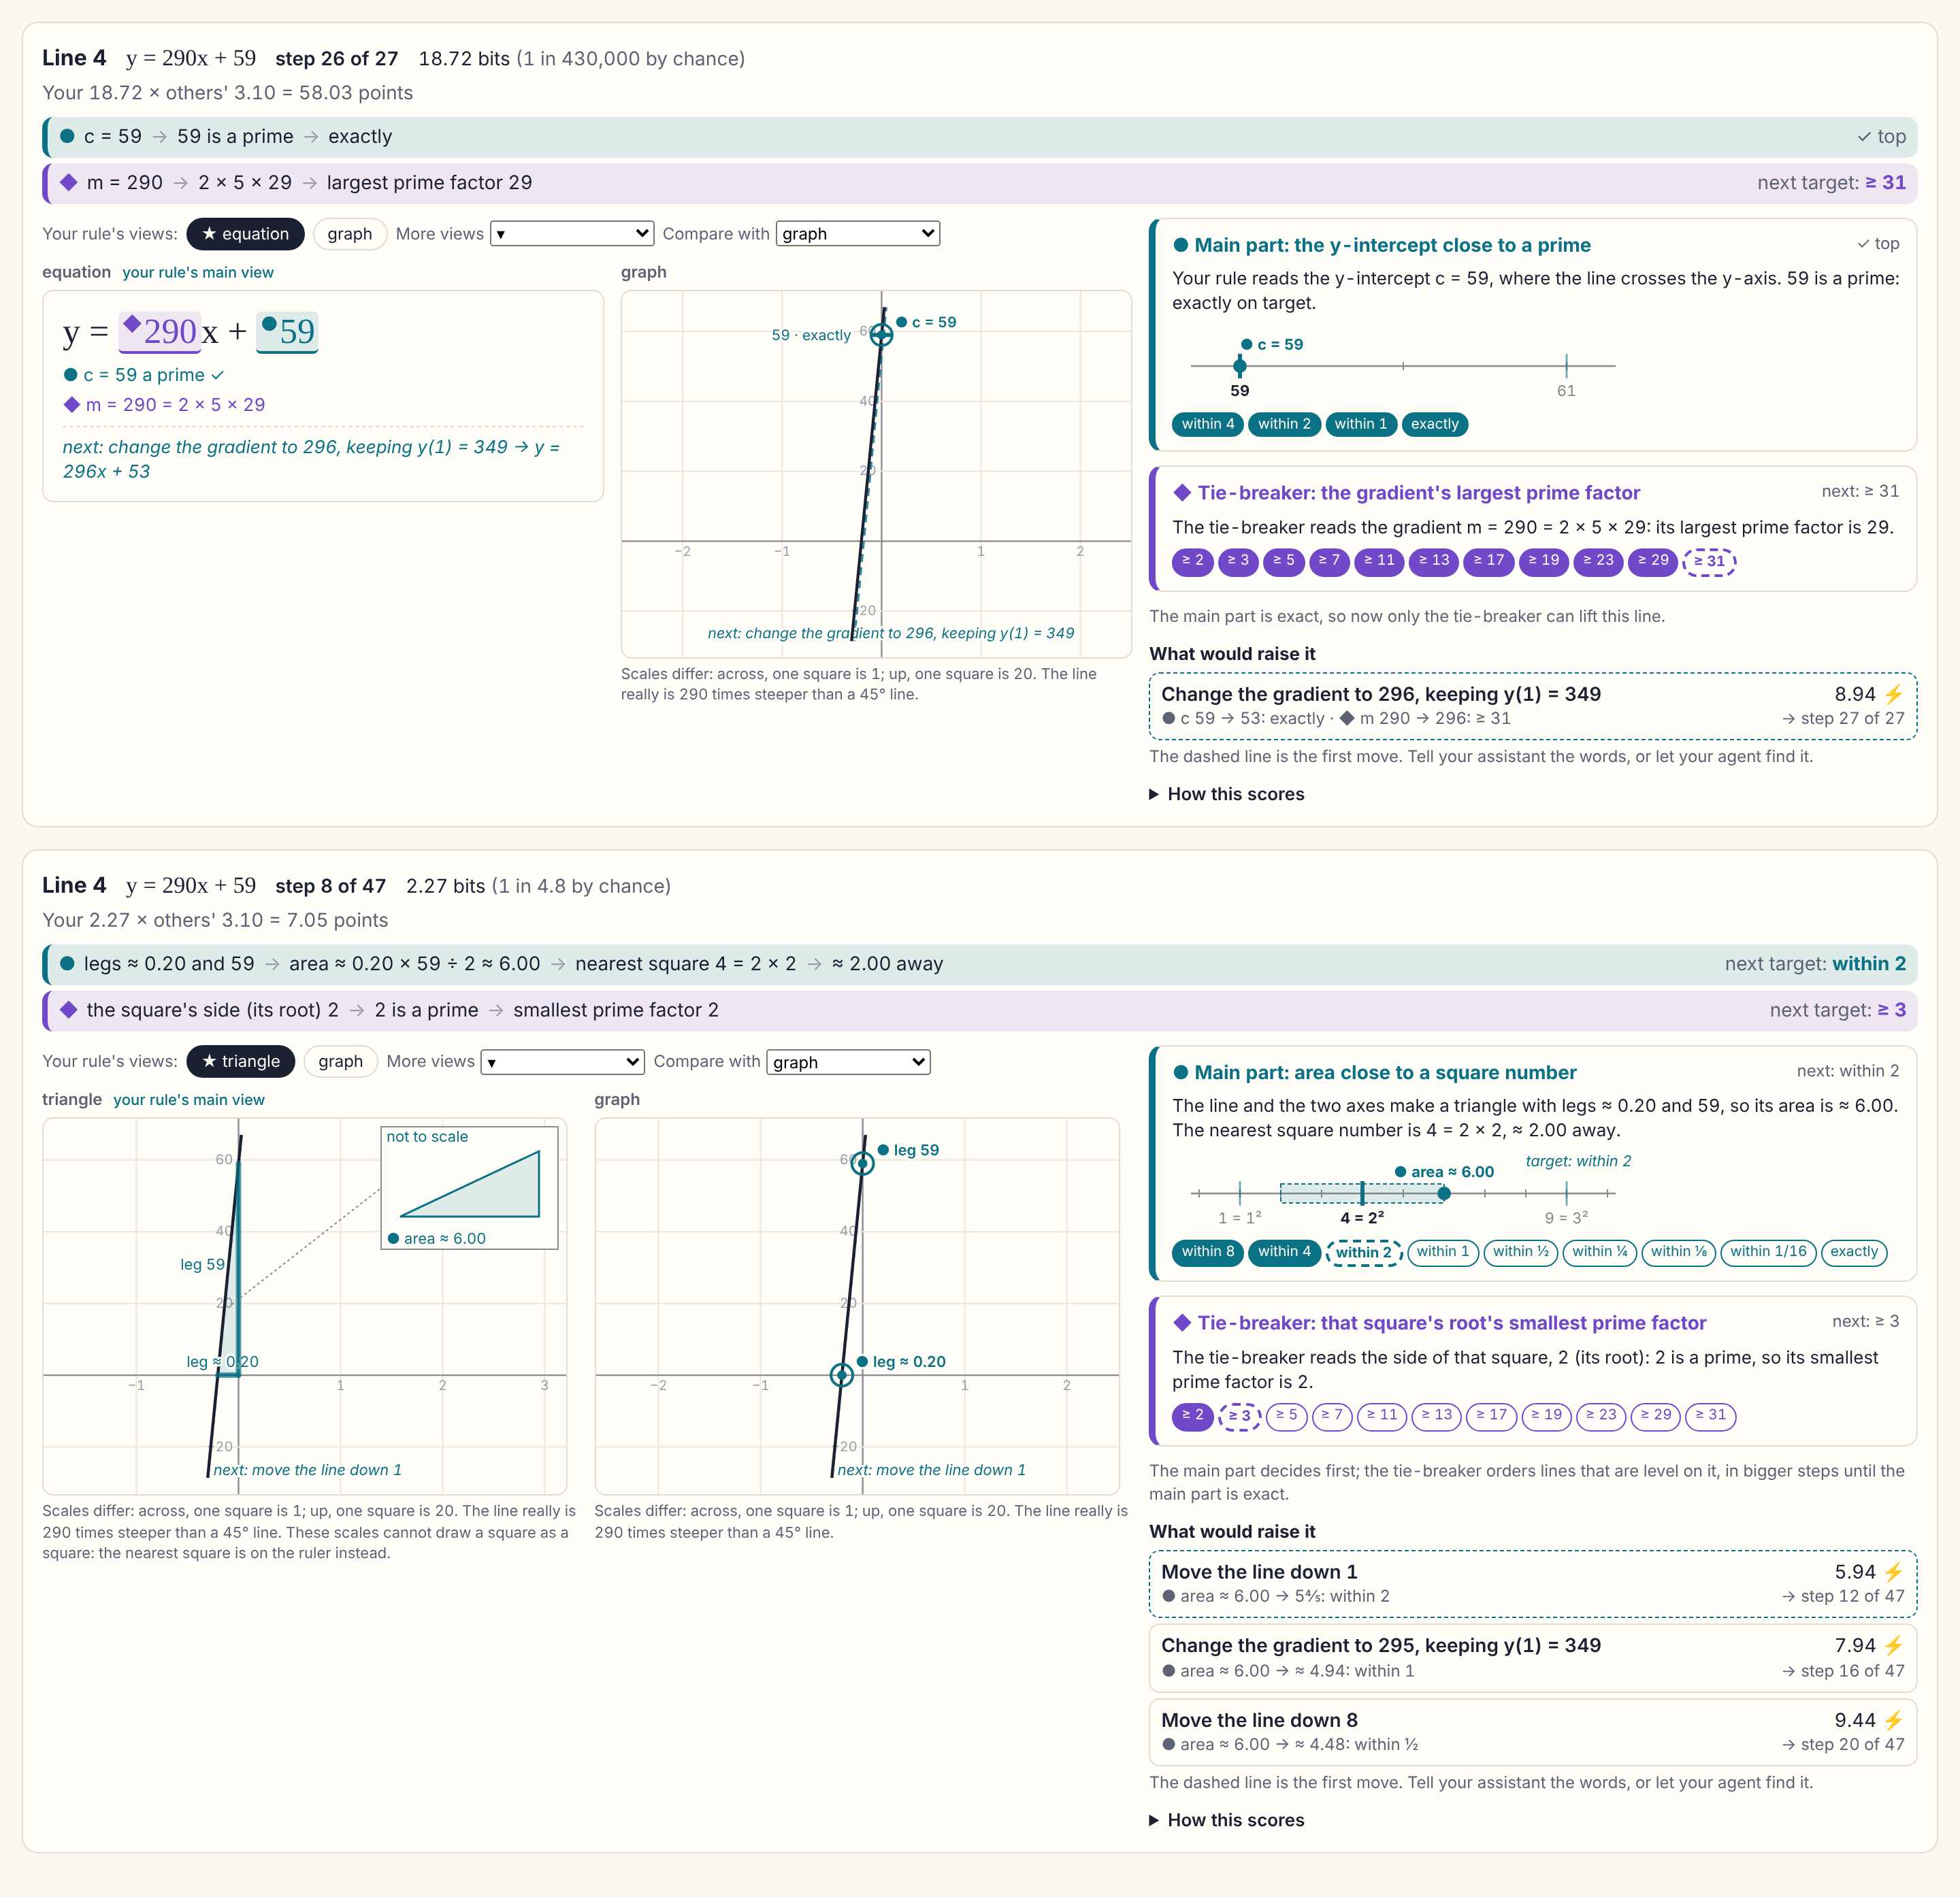 Line 4 y = 290x + 59 step 26 of 27 18.72 bits (1 in 430,000 by chance)
Your 18.72 × others' 3.10 = 58.03 points
● c = 59 → 59 is a prime → exactly ✓ top
◆ m = 290 → 2 × 5 × 29 → largest prime factor 29 next target: ≥ 31
Your rule's views: ★ equation graph More views ▾ Compare with graph
equation your rule's main view
y = ◆290x + ●59
● c = 59 a prime ✓
◆ m = 290 = 2 × 5 × 29
next: change the gradient to 296, keeping y(1) = 349 → y =
296x + 53
graph
59 · exactly 60 ● c = 59
40
20
−2 −1 1 2
20
next: change the gradient to 296, keeping y(1) = 349
Scales differ: across, one square is 1; up, one square is 20. The line
really is 290 times steeper than a 45° line.
● Main part: the y-intercept close to a prime ✓ top
Your rule reads the y-intercept c = 59, where the line crosses the y-axis. 59 is a prime:
exactly on target.
● c = 59
59 61
within 4 within 2 within 1 exactly
◆ Tie-breaker: the gradient's largest prime factor next: ≥ 31
The tie-breaker reads the gradient m = 290 = 2 × 5 × 29: its largest prime factor is 29.
≥ 2 ≥ 3 ≥ 5 ≥ 7 ≥ 11 ≥ 13 ≥ 17 ≥ 19 ≥ 23 ≥ 29 ≥ 31
The main part is exact, so now only the tie-breaker can lift this line.
What would raise it
Change the gradient to 296, keeping y(1) = 349 8.94 ⚡
● c 59 → 53: exactly · ◆ m 290 → 296: ≥ 31 → step 27 of 27
The dashed line is the first move. Tell your assistant the words, or let your agent find it.
▶ How this scores
Line 4 y = 290x + 59 step 8 of 47 2.27 bits (1 in 4.8 by chance)
Your 2.27 × others' 3.10 = 7.05 points
● legs ≈ 0.20 and 59 → area ≈ 0.20 × 59 ÷ 2 ≈ 6.00 → nearest square 4 = 2 × 2 → ≈ 2.00 away next target: within 2
◆ the square's side (its root) 2 → 2 is a prime → smallest prime factor 2 next target: ≥ 3
Your rule's views: ★ triangle graph More views ▾ Compare with graph
triangle your rule's main view
not to scale
● area ≈ 6.00
60
40
leg 59
20
leg ≈ 0.20
−1 1 2 3
20
next: move the line down 1
Scales differ: across, one square is 1; up, one square is 20. The line really is
290 times steeper than a 45° line. These scales cannot draw a square as a
square: the nearest square is on the ruler instead.
graph
60 ● leg 59
40
20
● leg ≈ 0.20
−2 −1 1 2
20
next: move the line down 1
Scales differ: across, one square is 1; up, one square is 20. The line really is
290 times steeper than a 45° line.
● Main part: area close to a square number next: within 2
The line and the two axes make a triangle with legs ≈ 0.20 and 59, so its area is ≈ 6.00.
The nearest square number is 4 = 2 × 2, ≈ 2.00 away.
target: within 2
● area ≈ 6.00
1 = 1² 4 = 2² 9 = 3²
within 8 within 4 within 2 within 1 within ½ within ¼ within ⅛ within 1/16 exactly
◆ Tie-breaker: that square's root's smallest prime factor next: ≥ 3
The tie-breaker reads the side of that square, 2 (its root): 2 is a prime, so its smallest
prime factor is 2.
≥ 2 ≥ 3 ≥ 5 ≥ 7 ≥ 11 ≥ 13 ≥ 17 ≥ 19 ≥ 23 ≥ 29 ≥ 31
The main part decides first; the tie-breaker orders lines that are level on it, in bigger steps until the
main part is exact.
What would raise it
Move the line down 1 5.94 ⚡
● area ≈ 6.00 → 5⅘: within 2 → step 12 of 47
Change the gradient to 295, keeping y(1) = 349 7.94 ⚡
● area ≈ 6.00 → ≈ 4.94: within 1 → step 16 of 47
Move the line down 8 9.44 ⚡
● area ≈ 6.00 → ≈ 4.48: within ½ → step 20 of 47
The dashed line is the first move. Tell your assistant the words, or let your agent find it.
▶ How this scores